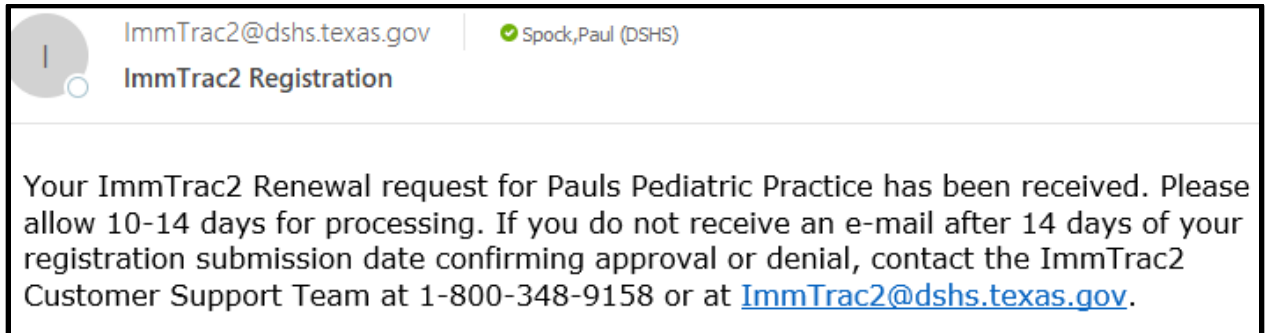 I
ImmTrac2@dshs.texas.gov Spock,Paul (DSHS)
ImmTrac2 Registration
Your ImmTrac2 Renewal request for Pauls Pediatric Practice has been received. Please
allow 10-14 days for processing. If you do not receive an e-mail after 14 days of your
registration submission date confirming approval or denial, contact the ImmTrac2
Customer Support Team at 1-800-348-9158 or at ImmTrac2@dshs.texas.gov.